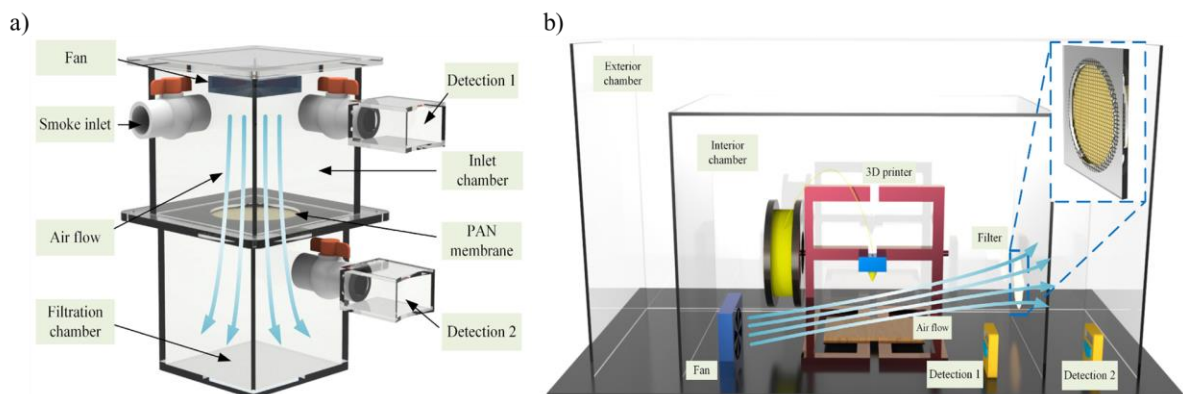 a)
Fan
Smoke inlet
Air flow
Filtration
chamber
Detection 1
Inlet
chamber
PAN
membrane
Detection 2
b)
Exterior
chamber
Interior
chamber
3D printer
Filter
Air flow
Fan
Detection 1
Detection 2